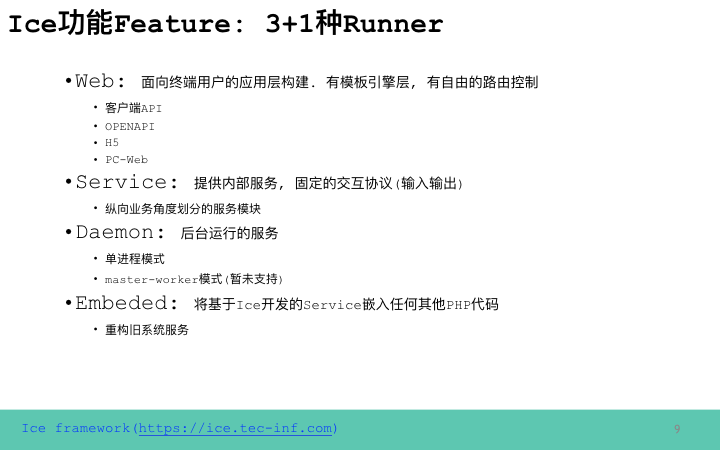 Ice功能Feature: 3+1种Runner
•Web: 面向终端用户的应用层构建. 有模板引擎层, 有自由的路由控制
• 客户端API
• OPENAPI
• H5
• PC-Web
•Service: 提供内部服务, 固定的交互协议(输入输出)
• 纵向业务角度划分的服务模块
•Daemon: 后台运行的服务
• 单进程模式
• master-worker模式(暂未支持)
•Embeded: 将基于Ice开发的Service嵌入任何其他PHP代码
• 重构旧系统服务
Ice framework(https://ice.tec-inf.com)
9